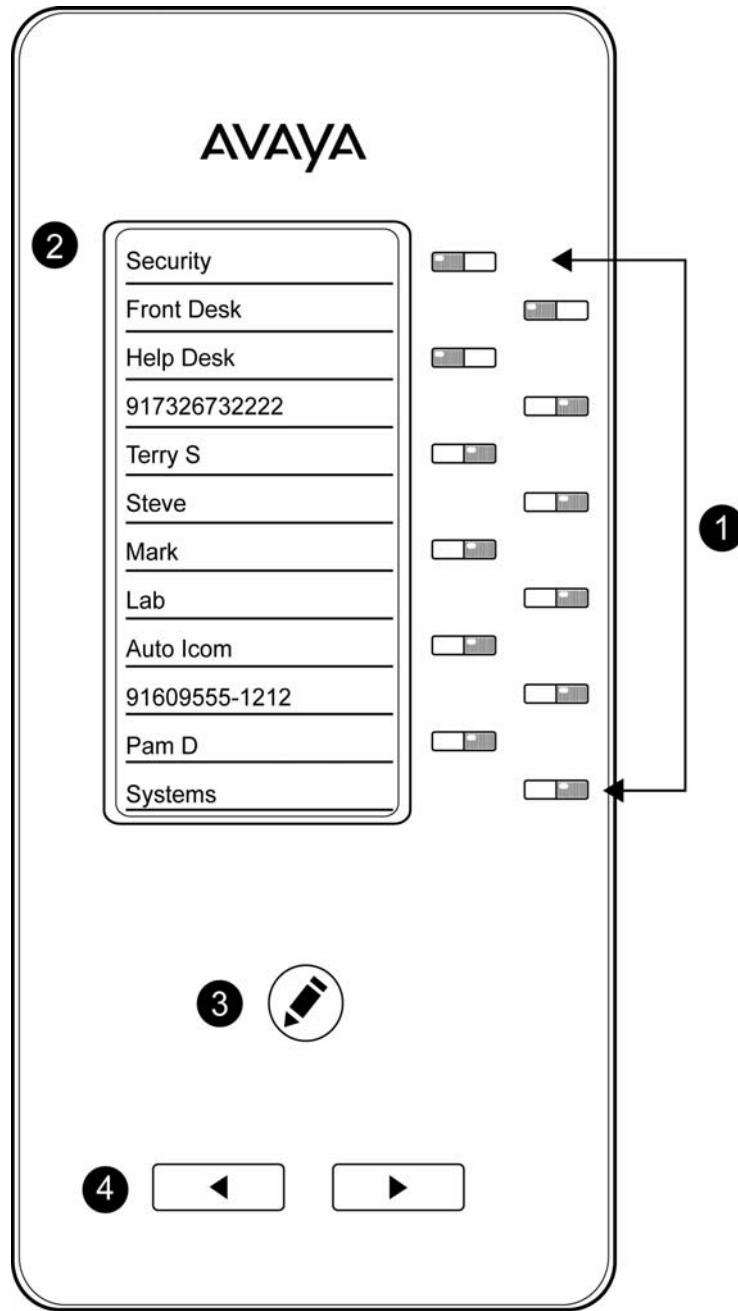 AVAYA
2
Security
Front Desk
Help Desk
917326732222
Terry S
Steve
Mark
1
Lab
Auto Icom
91609555-1212
Pam D
Systems
3
4